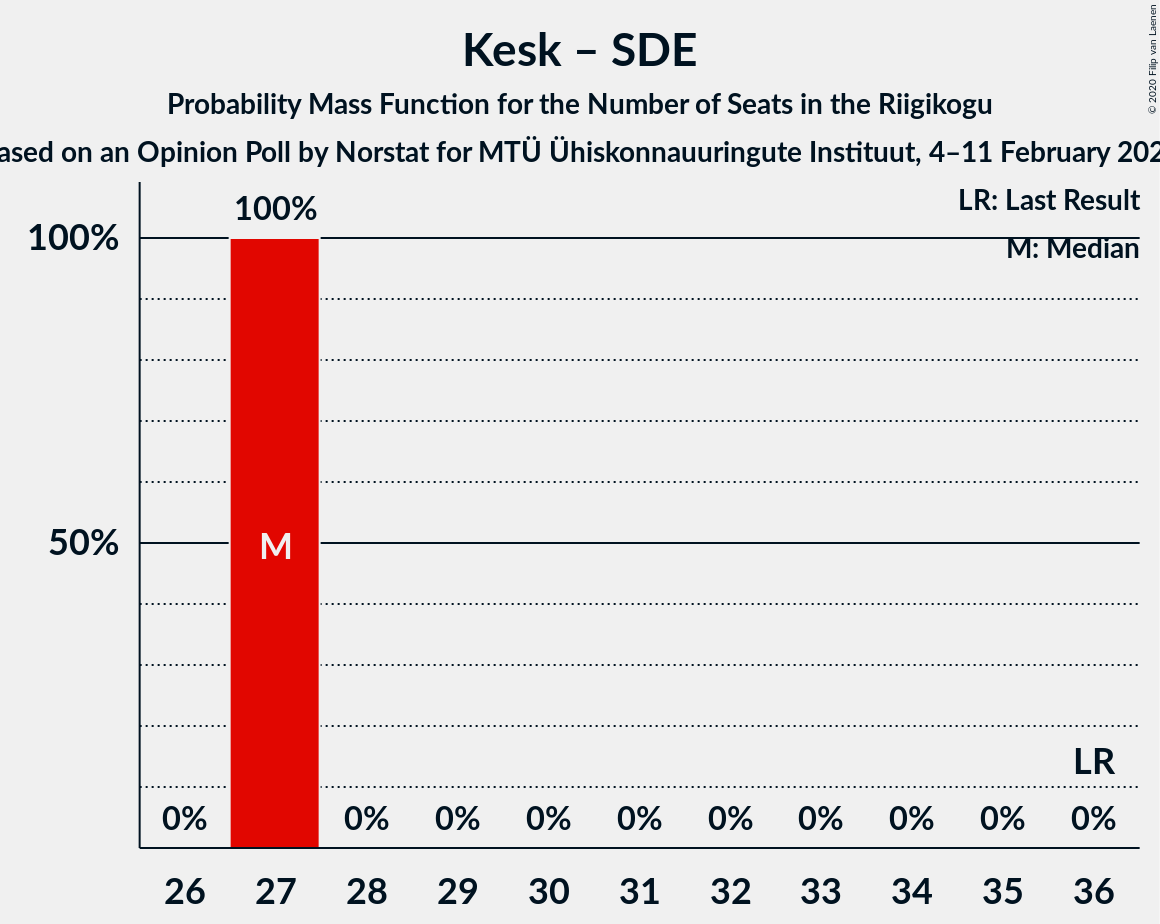 Kesk – SDE
Probability Mass Function for the Number of Seats in the Riigikogu
on an Opinion Poll by Norstat for MTÜ Ühiskonnauuringute Instituut, 4–11 February
© 2020 Filip van Laenen
LR: Last Result
M: Median
100%
100%
50%
M
LR
0% 0% 0% 0% 0% 0% 0% 0% 0% 0%
26 27 28 29 30 31 32 33 34 35 36